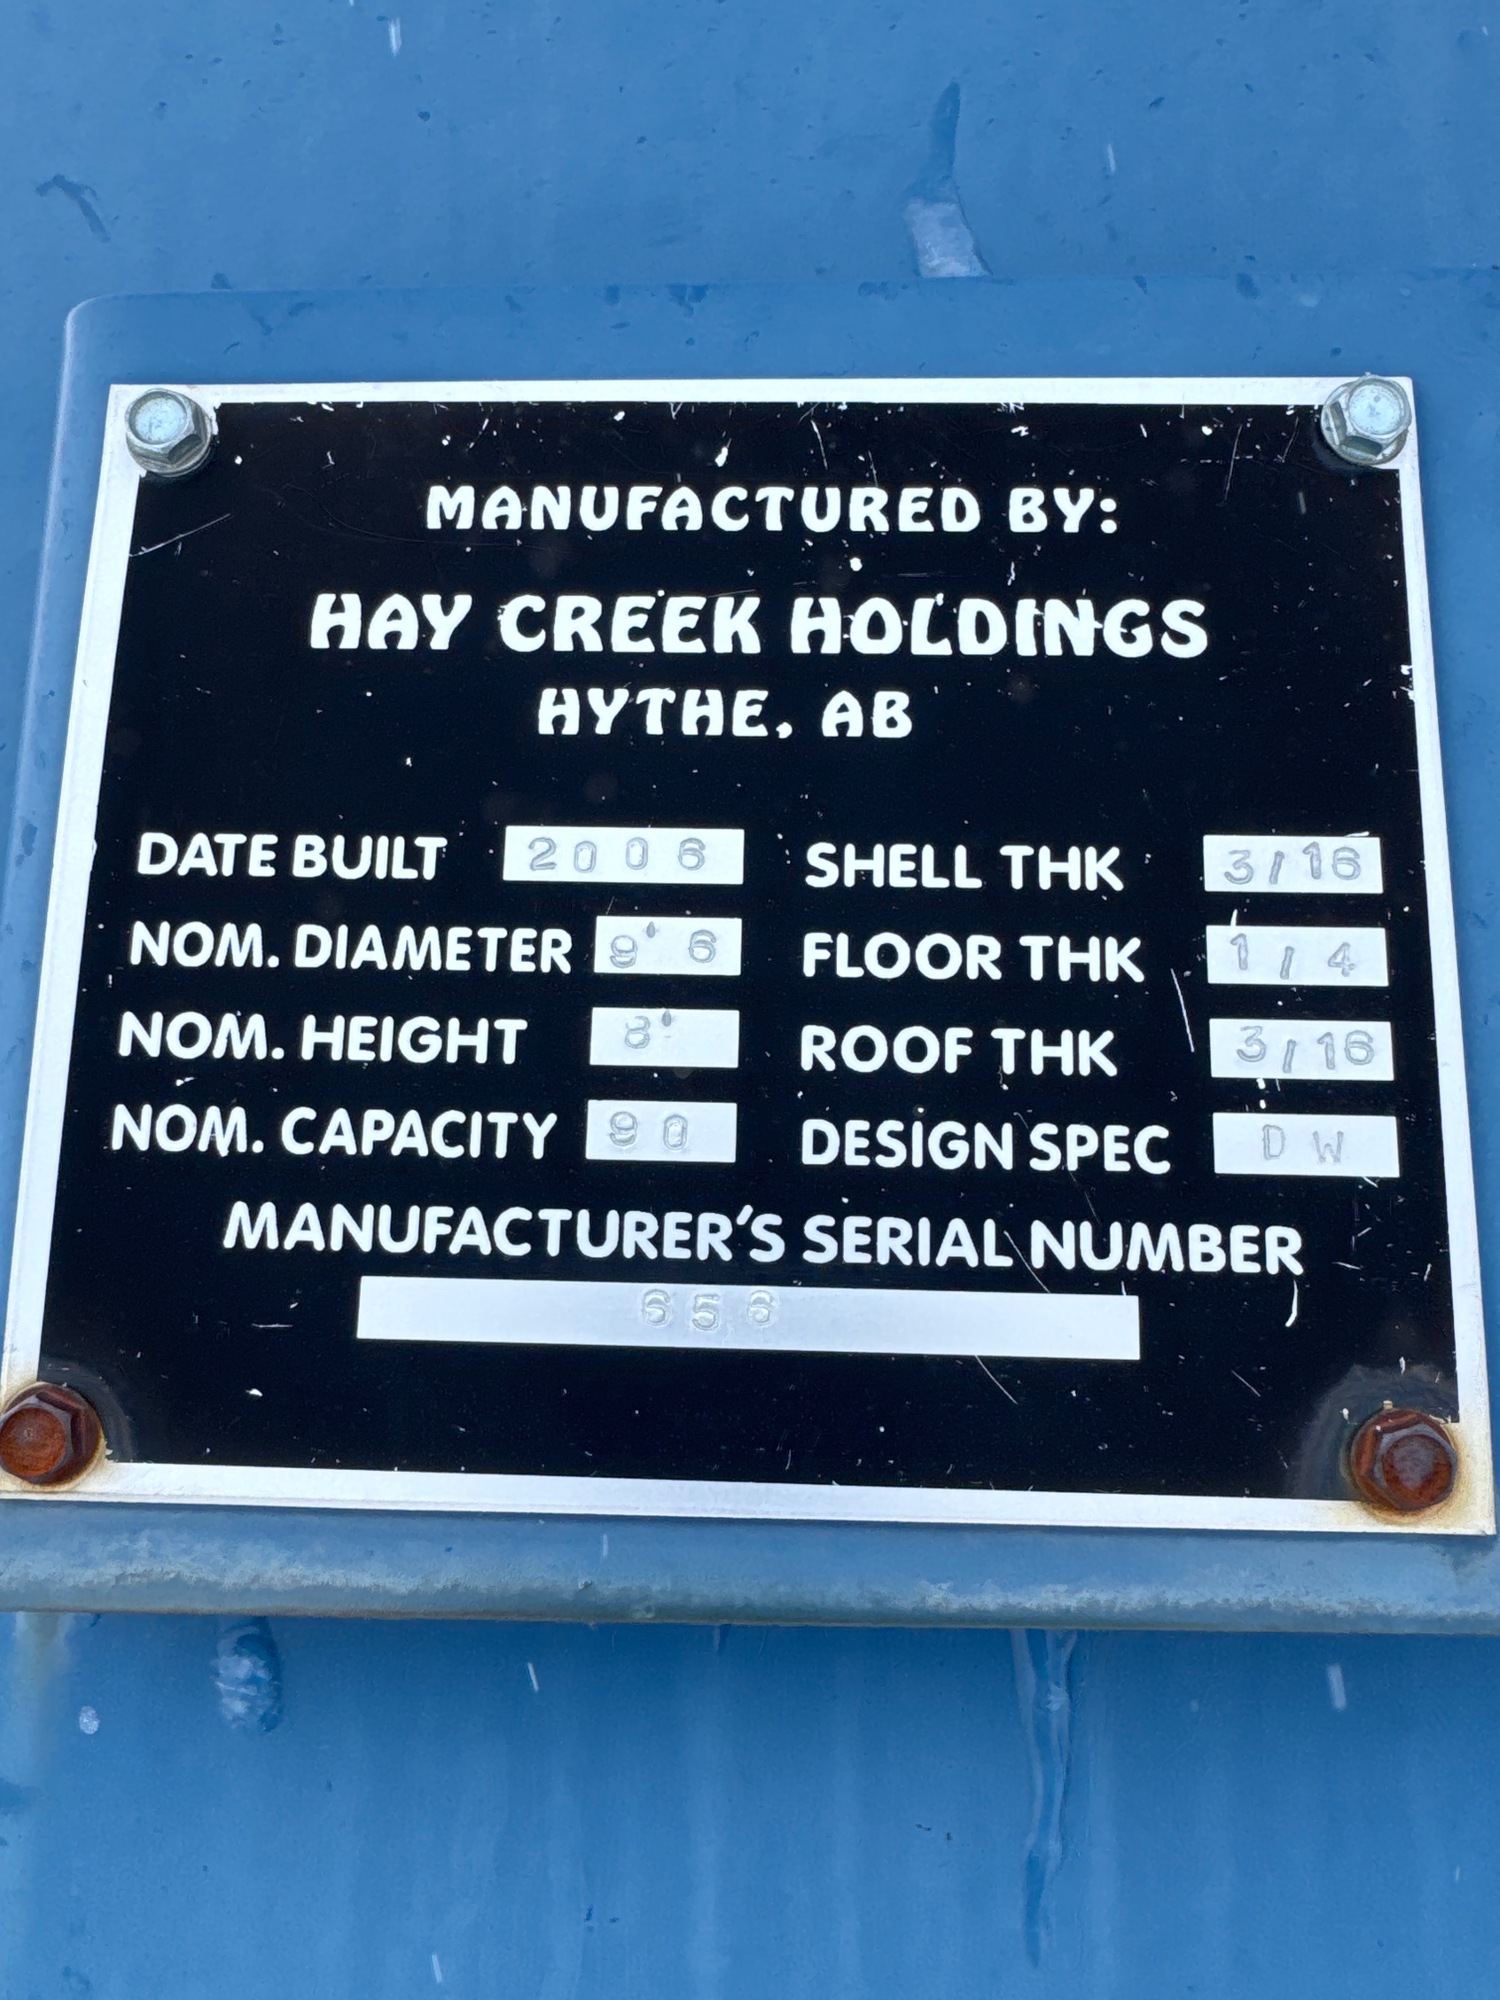 MANUFACTURED BY:
HAY CREEK HOLDINGS
HYTHE, AB
DATE BUILT 2006 SHELL THK 3/16
NOM. DIAMETER 9' 6 FLOOR THK 1/4
NOM. HEIGHT 8' ROOF THK 3/16
NOM. CAPACITY 90 DESIGN SPEC DW
MANUFACTURER'S SERIAL NUMBER
656